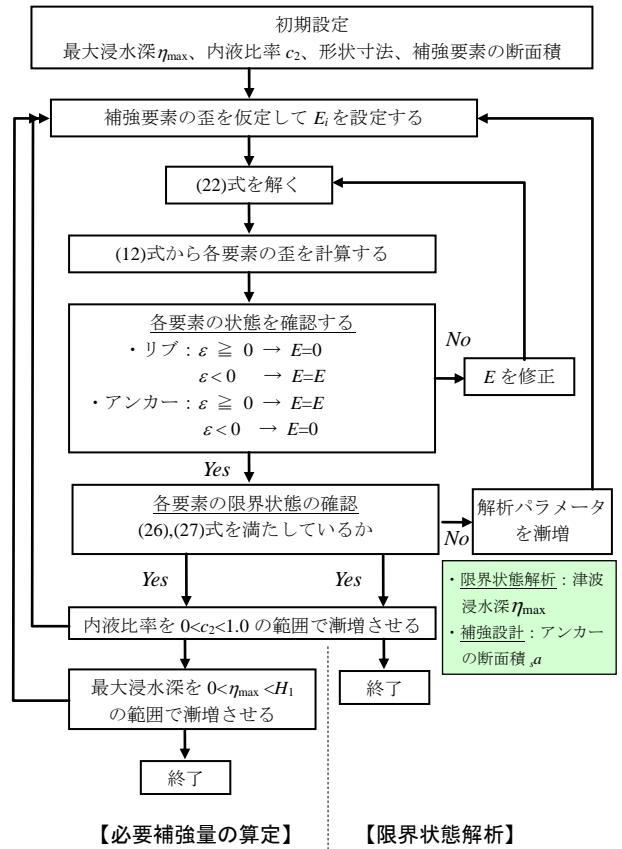 初期設定
最大浸水深ηmax、内液比率 c2、形状寸法、補強要素の断面積
補強要素の歪を仮定して Ei を設定する
(22)式を解く
(12)式から各要素の歪を計算する
各要素の状態を確認する
・リブ：ε ≧ 0 → E=0
ε<0 → E=E
・アンカー：ε ≧ 0 → E=E
ε<0 → E=0
No
E を修正
Yes
各要素の限界状態の確認
(26),(27)式を満たしているか
No
解析パラメータ
を漸増
・限界状態解析：津波
浸水深ηmax
・補強設計：アンカー
の断面積 sa
Yes
Yes
内液比率を 0<c2<1.0 の範囲で漸増させる
最大浸水深を 0<ηmax<H1
の範囲で漸増させる
終了
終了
【必要補強量の算定】
【限界状態解析】